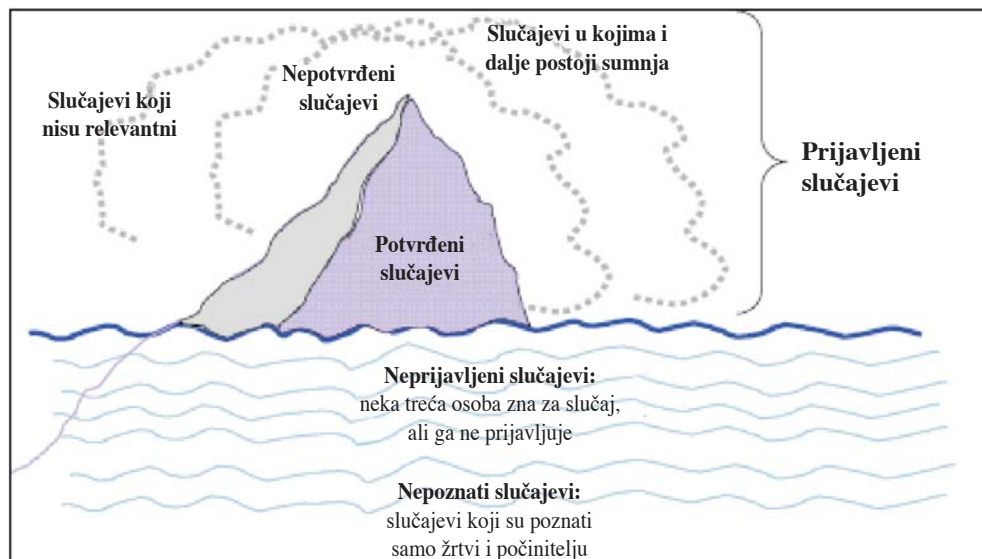 Slučajevi u kojima i
dalje postoji sumnja
Nepotvrđeni
slučajevi
Slučajevi koji
nisu relevantni
Prijavljeni
slučajevi
Potvrđeni
slučajevi
Neprijavljeni slučajevi:
neka treća osoba zna za slučaj,
ali ga ne prijavljuje
Nepoznati slučajevi:
slučajevi koji su poznati
samo žrtvi i počinitelju